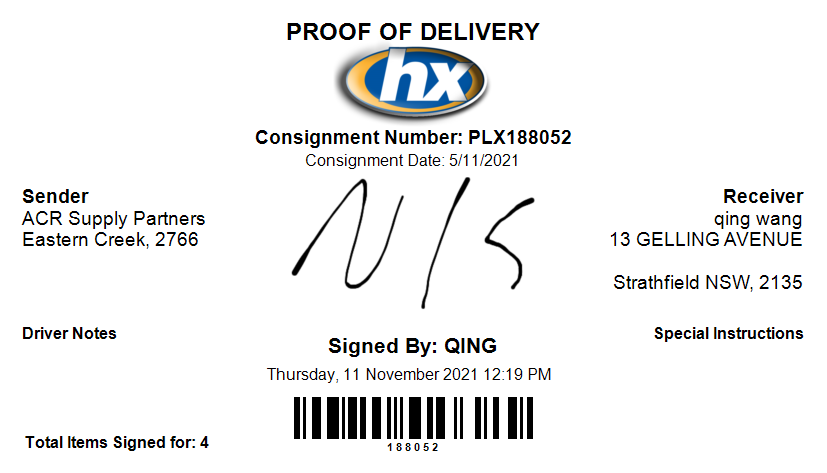 PROOF OF DELIVERY
hx
Consignment Number: PLX188052
Consignment Date: 5/11/2021
Sender
ACR Supply Partners
Eastern Creek, 2766
N/S
Receiver
qing wang
13 GELLING AVENUE
Strathfield NSW, 2135
Driver Notes
Special Instructions
Signed By: QING
Thursday, 11 November 2021 12:19 PM
188052
Total Items Signed for: 4